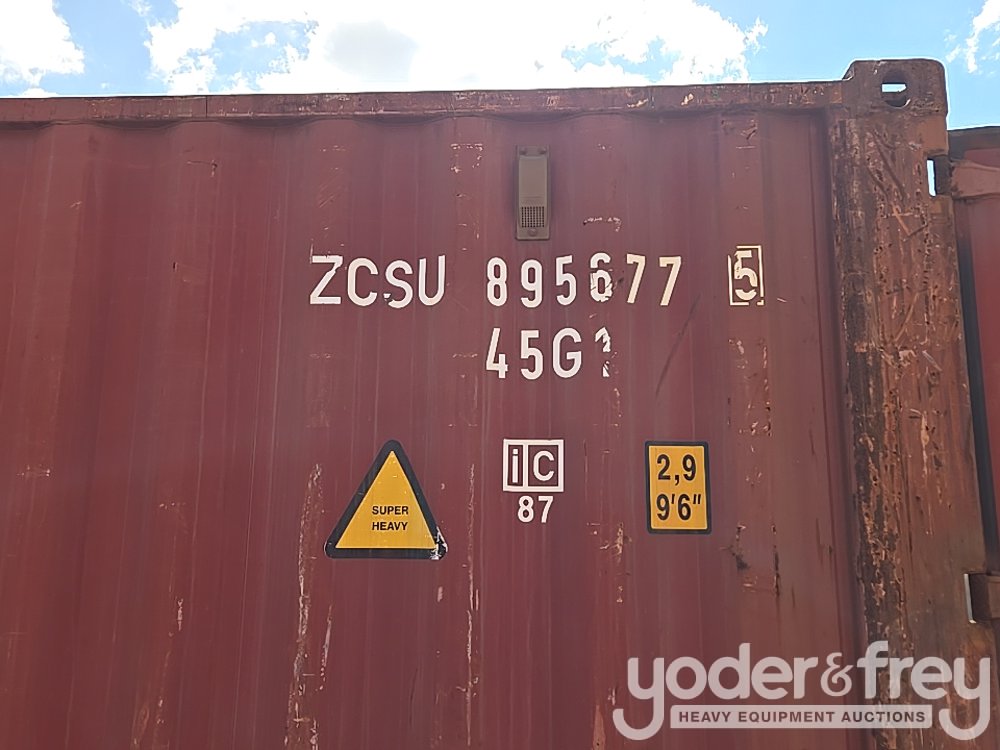 ZCSU 895677 5
45G1
iC
87
SUPER
HEAVY
2,9
9'6"
yoder&frey
HEAVY EQUIPMENT AUCTIONS